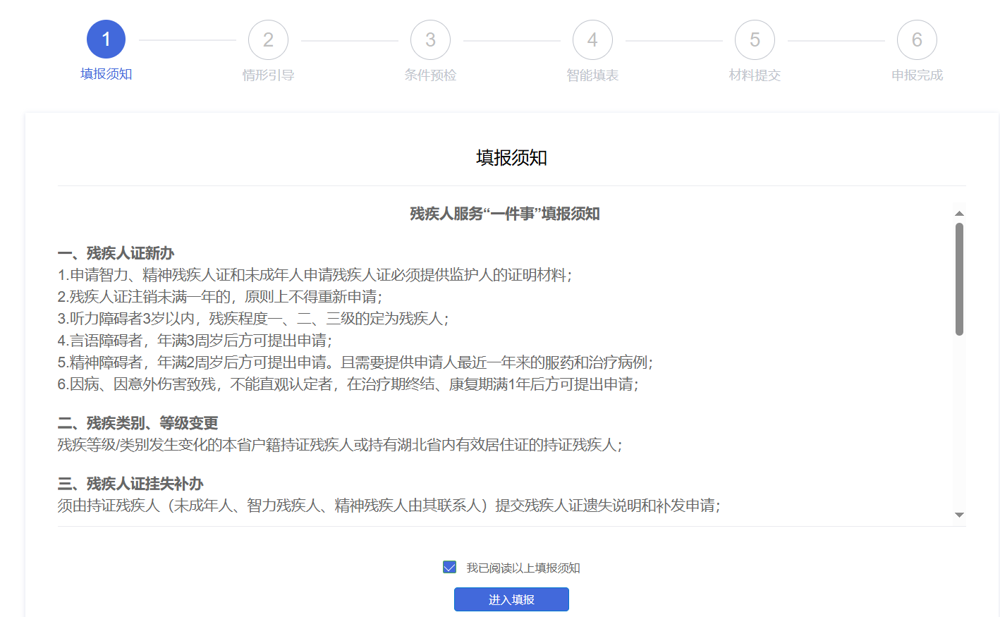 1 2 3 4 5 6
填报须知 情形引导 条件预检 智能填表 材料提交 申报完成
填报须知
残疾人服务“一件事”填报须知
一、残疾人证新办
1.申请智力、精神残疾人证和未成年人申请残疾人证必须提供监护人的证明材料；
2.残疾人证注销未满一年的，原则上不得重新申请；
3.听力障碍者3岁以内，残疾程度一、二、三级的定为残疾人；
4.言语障碍者，年满3周岁后方可提出申请；
5.精神障碍者，年满2周岁后方可提出申请。且需要提供申请人最近一年来的服药和治疗病例；
6.因病、因意外伤害致残，不能直观认定者，在治疗期终结、康复期满1年后方可提出申请；
二、残疾类别、等级变更
残疾等级/类别发生变化的本省户籍持证残疾人或持有湖北省内有效居住证的持证残疾人；
三、残疾人证挂失补办
须由持证残疾人（未成年人、智力残疾人、精神残疾人由其联系人）提交残疾人证遗失说明和补发申请；
我已阅读以上填报须知
进入填报